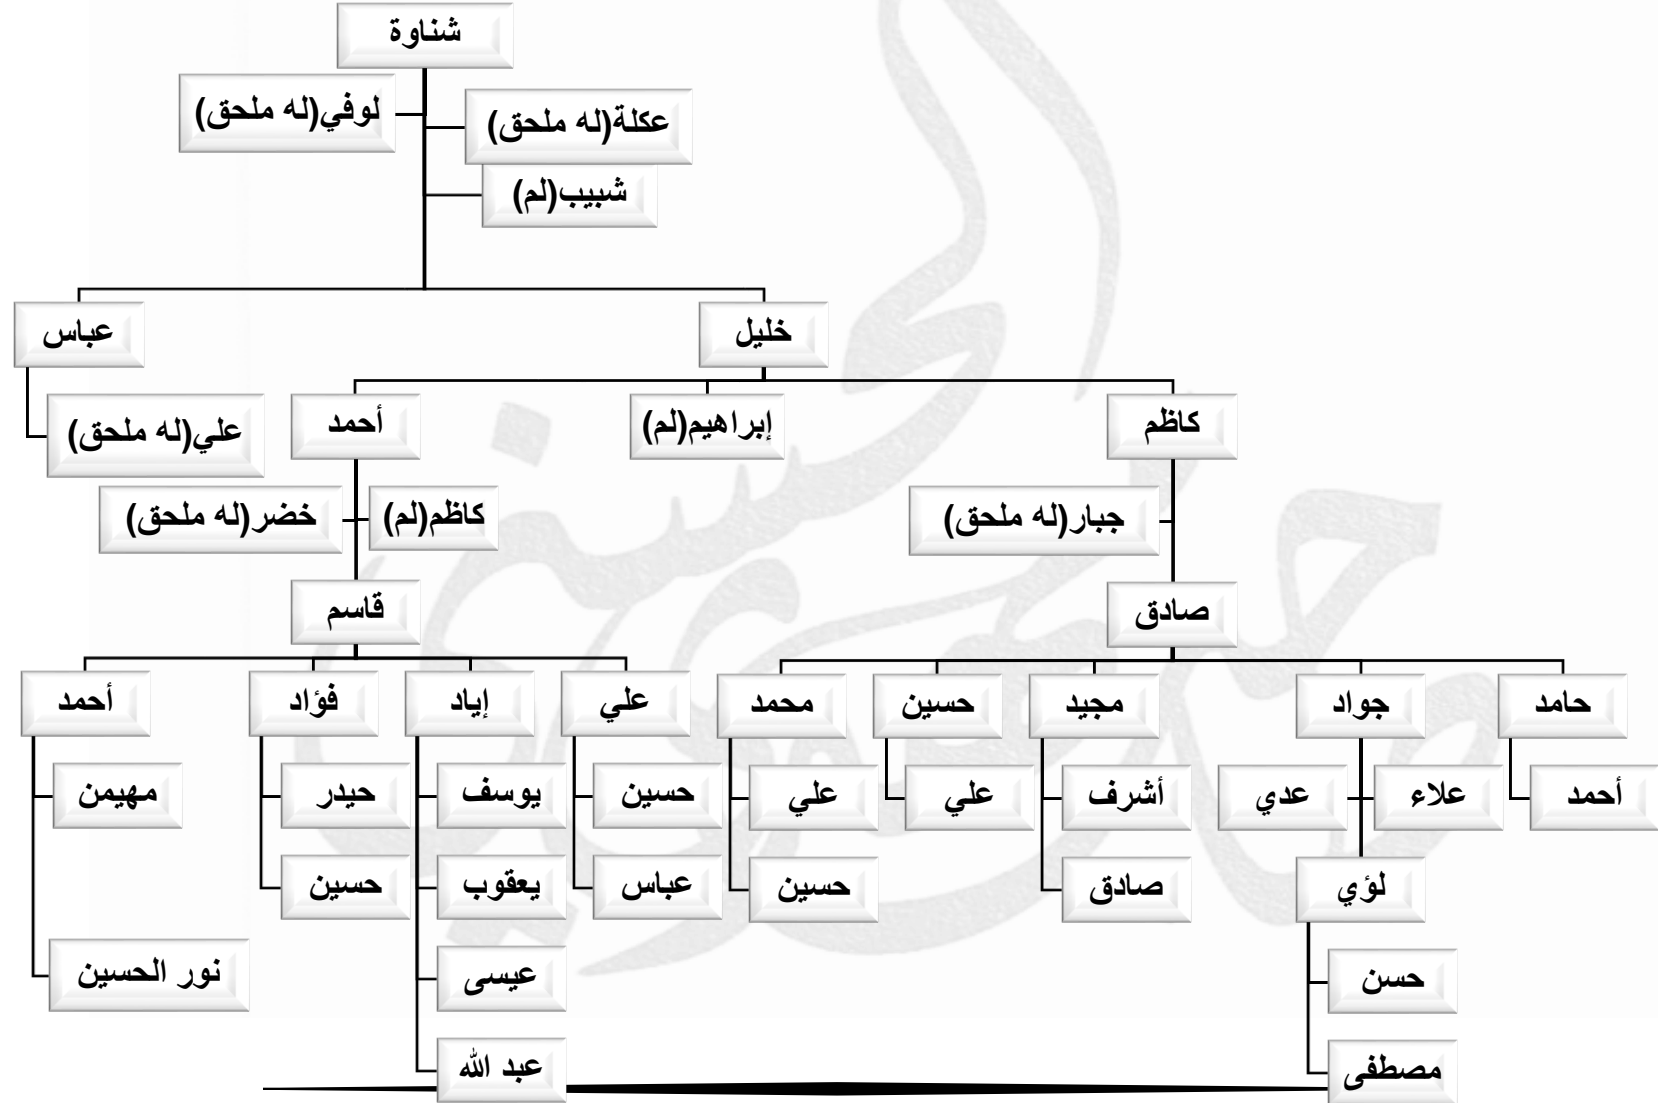 شناوة
عكلة(له ملحق)
لوفي(له ملحق)
شبيب(لم)
خليل
عباس
كاظم
إبراهيم(لم)
أحمد
علي(له ملحق)
جبار(له ملحق)
كاظم(لم)
خضر(له ملحق)
صادق
قاسم
حامد
جواد
مجيد
حسين
محمد
علي
إياد
فؤاد
أحمد
أحمد
علاء
عدي
أشرف
علي
علي
حسين
يوسف
حيدر
مهيمن
لؤي
صادق
حسين
عباس
يعقوب
حسين
حسن
عيسى
نور الحسين
مصطفى
عبد الله